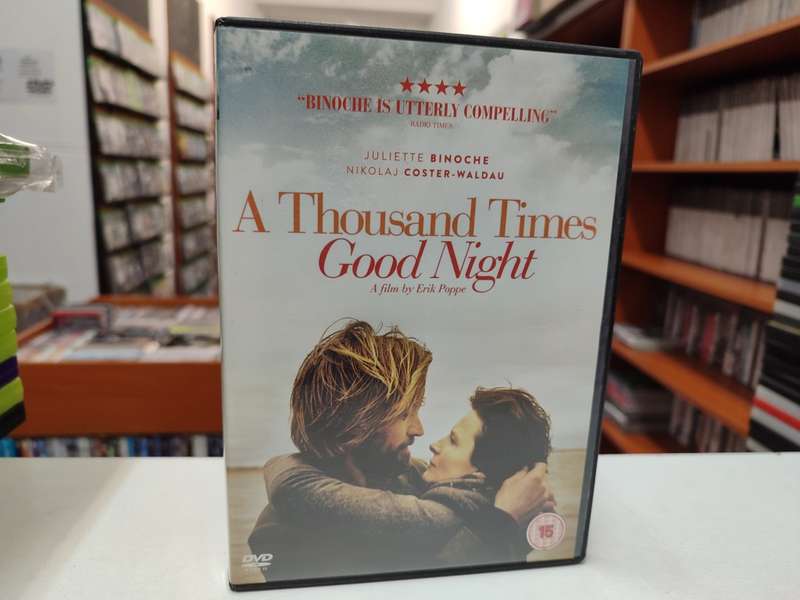 ★★★★
“BINOCHE IS UTTERLY COMPELLING”
RADIO TIMES
JULIETTE BINOCHE
NIKOLAJ COSTER-WALDAU
A Thousand Times
Good Night
A film by Erik Poppe
15
DVD